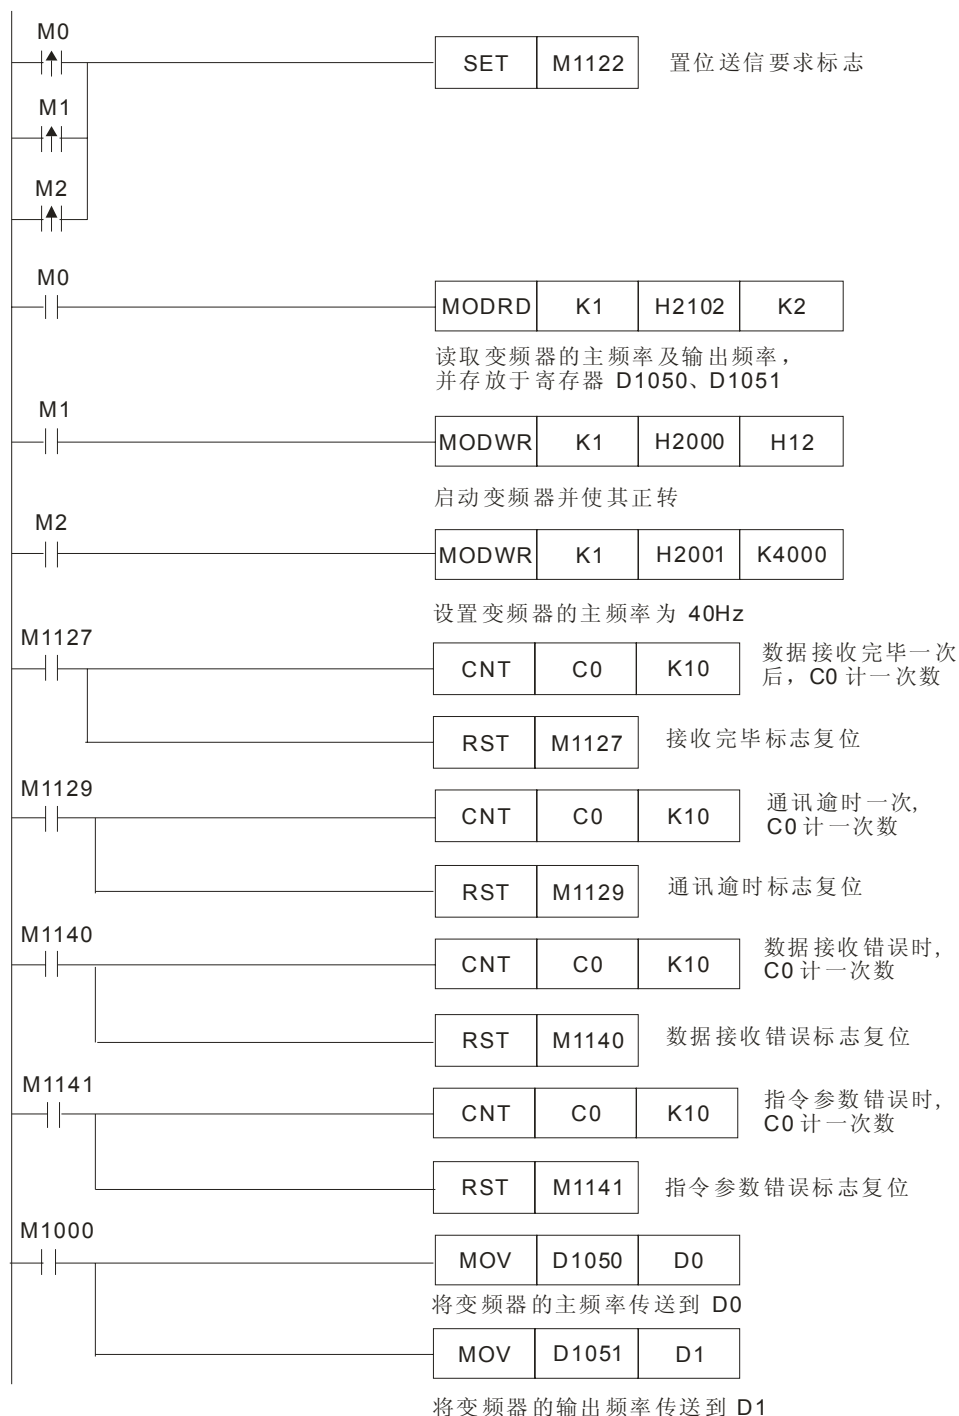 M0
SET M1122 置位送信要求标志
M1
M2
M0
MODRD K1 H2102 K2
读取变频器的主频率及输出频率，
并存放于寄存器 D1050、D1051
M1
MODWR K1 H2000 H12
启动变频器并使其正转
M2
MODWR K1 H2001 K4000
设置变频器的主频率为 40Hz
M1127
CNT C0 K10 数据接收完毕一次
后，C0 计一次数
RST M1127 接收完毕标志复位
M1129
CNT C0 K10 通讯逾时一次,
C0 计一次数
RST M1129 通讯逾时标志复位
M1140
CNT C0 K10 数据接收错误时,
C0 计一次数
RST M1140 数据接收错误标志复位
M1141
CNT C0 K10 指令参数错误时,
C0 计一次数
RST M1141 指令参数错误标志复位
M1000
MOV D1050 D0
将变频器的主频率传送到 D0
MOV D1051 D1
将变频器的输出频率传送到 D1